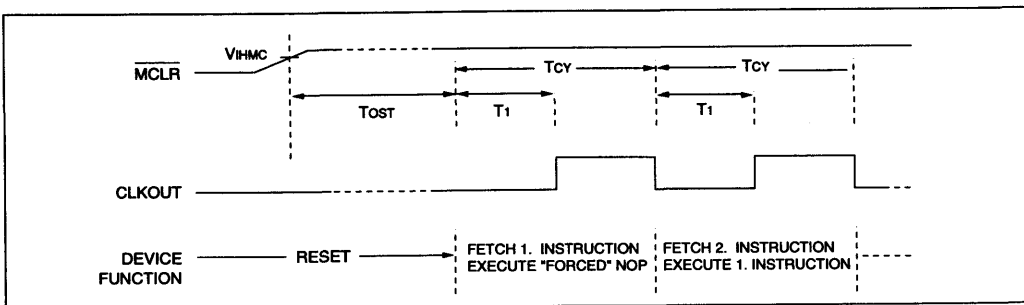 VIHMC
MCLR
TCY
TCY
TOST
T1
T1
CLKOUT
DEVICE FUNCTION
RESET
FETCH 1. INSTRUCTION
EXECUTE "FORCED" NOP
FETCH 2. INSTRUCTION
EXECUTE 1. INSTRUCTION